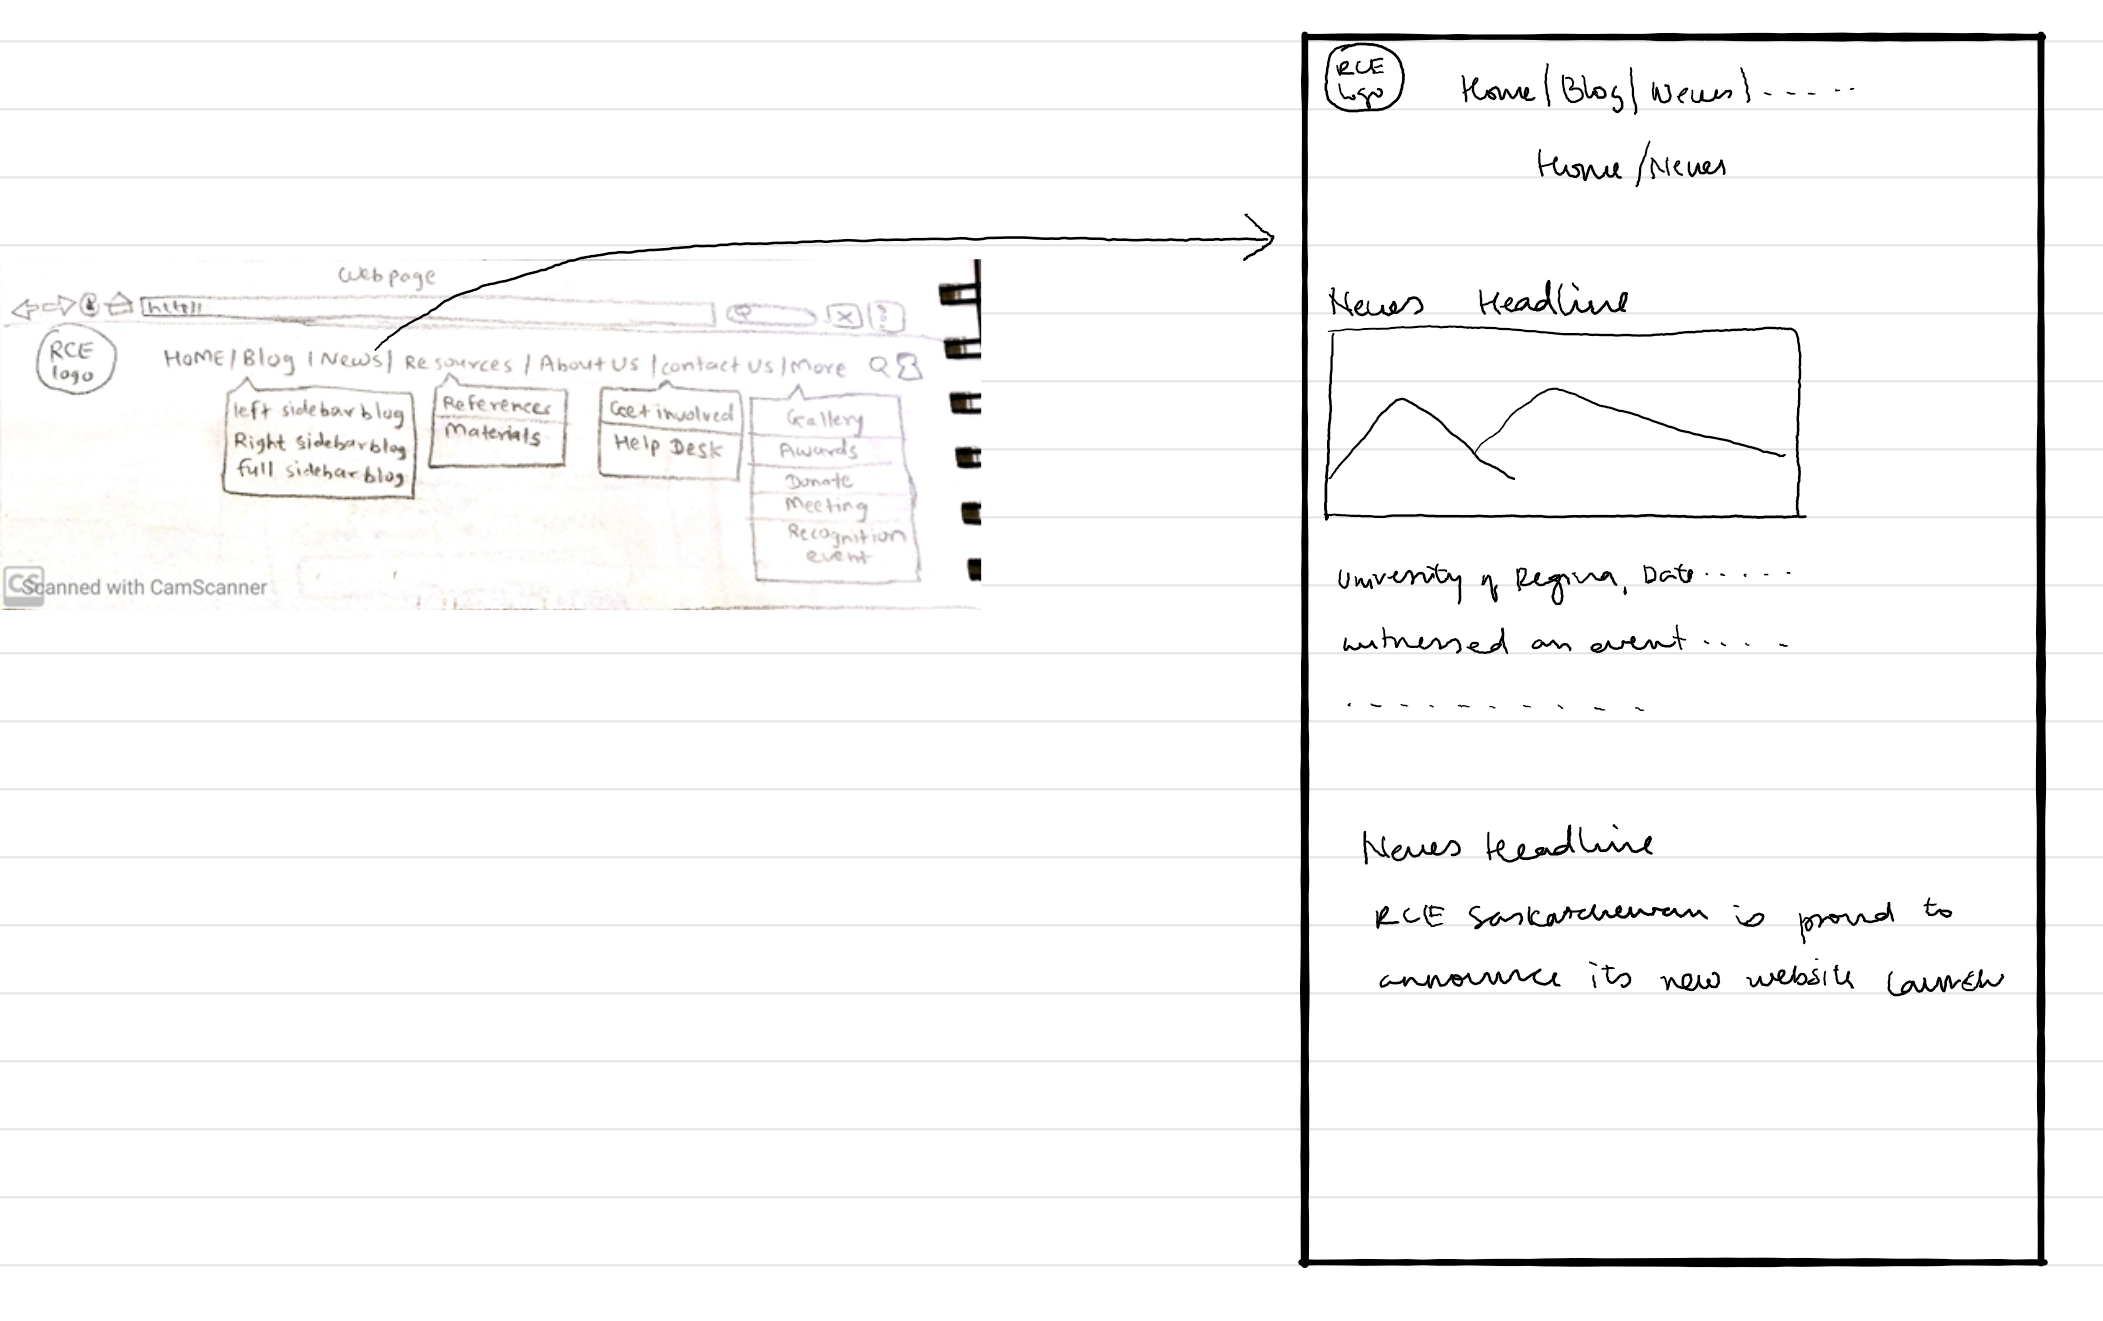 Webpage
http//
RCE
logo
HOME/Blog/News/Resources/About Us/contact us/More
left sidebar blog
Right sidebar blog
full sidebar blog
References
Materials
Get involved
Help Desk
Gallery
Awards
Donate
Meeting
Recognition
event
CS
Scanned with CamScanner
RCE
logo
Home/Blog/News/-----
Home/News
News Headline
University of Regina, Date.....
witnessed an event.....
. - - - - - - - -
News Headline
RCE Saskatchewan is proud to
announce its new website launch